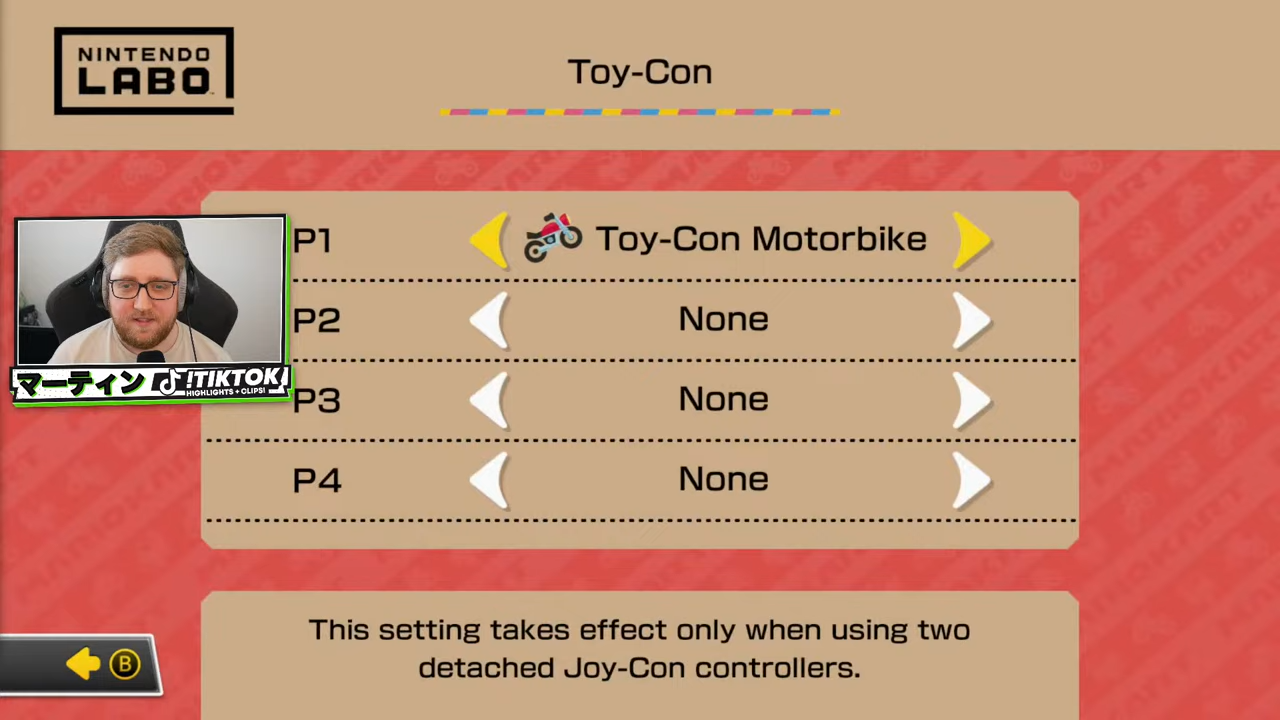 NINTENDO
LABO™
Toy-Con
P1
Toy-Con Motorbike
P2
None
P3
None
P4
None
マーティン
!TIKTOK
HIGHLIGHTS + CLIPS!
This setting takes effect only when using two
detached Joy-Con controllers.
B